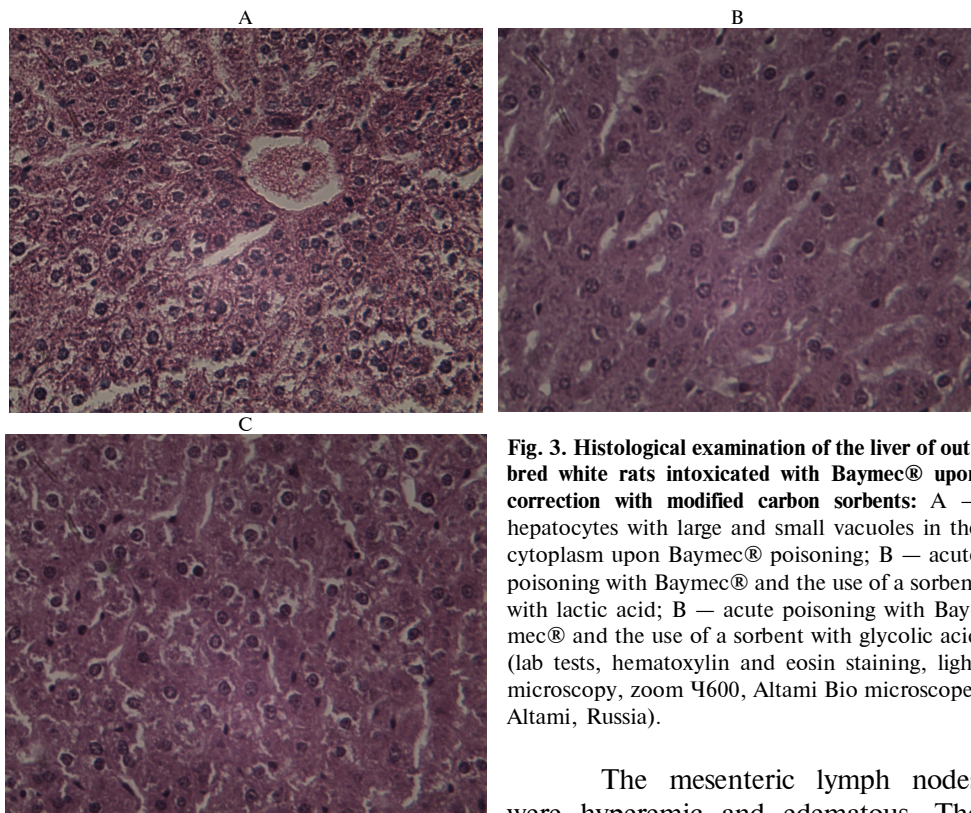 A
B
C
Fig. 3. Histological examination of the liver of out
bred white rats intoxicated with Baymec® upon
correction with modified carbon sorbents: A —
hepatocytes with large and small vacuoles in the
cytoplasm upon Baymec® poisoning; B — acute
poisoning with Baymec® and the use of a sorben
with lactic acid; B — acute poisoning with Bay
mec® and the use of a sorbent with glycolic acid
(lab tests, hematoxylin and eosin staining, ligh
microscopy, zoom Ч600, Altami Bio microscope
Altami, Russia).
The mesenteric lymph nodes
were hyperemic and edematous. The